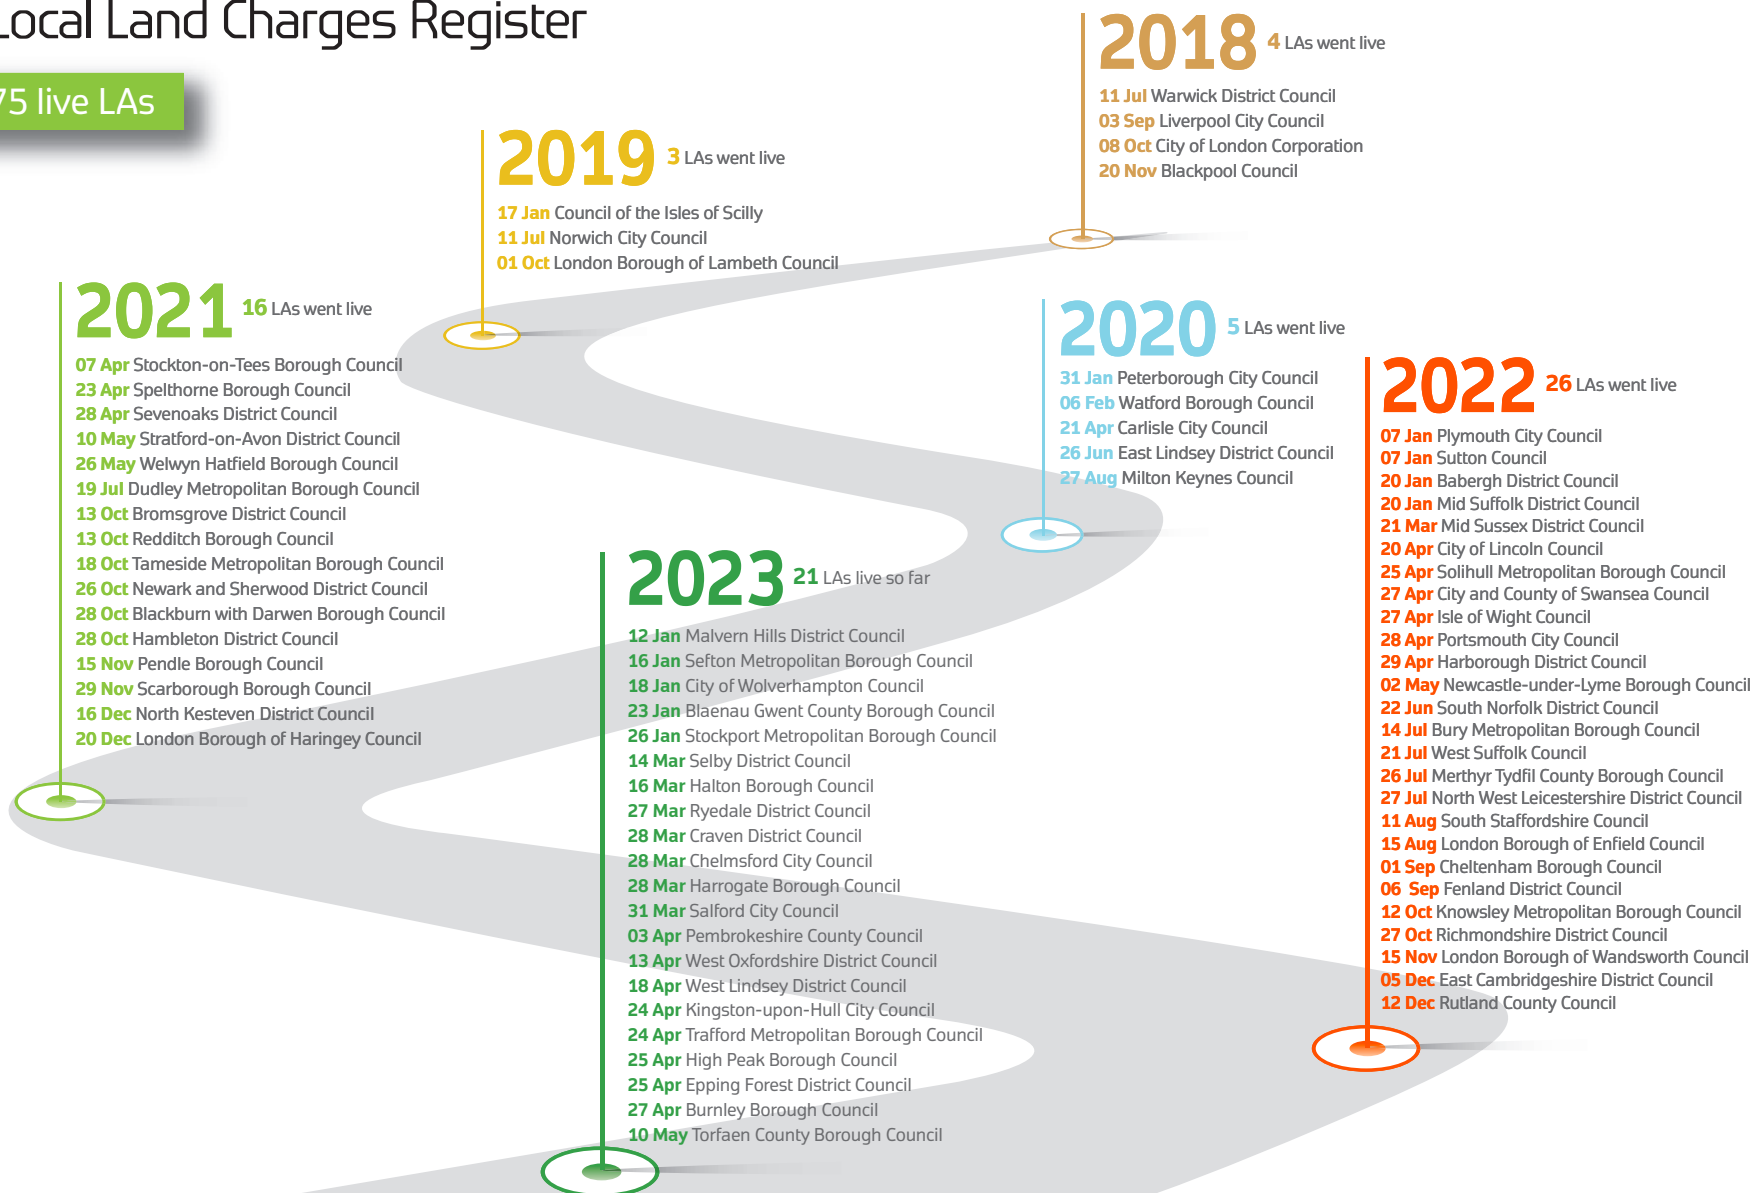 Local Land Charges Register
75 live LAs
2018 4 LAs went live
11 Jul Warwick District Council
03 Sep Liverpool City Council
08 Oct City of London Corporation
20 Nov Blackpool Council
2019 3 LAs went live
17 Jan Council of the Isles of Scilly
11 Jul Norwich City Council
01 Oct London Borough of Lambeth Council
2021 16 LAs went live
07 Apr Stockton-on-Tees Borough Council
23 Apr Spelthorne Borough Council
28 Apr Sevenoaks District Council
10 May Stratford-on-Avon District Council
26 May Welwyn Hatfield Borough Council
19 Jul Dudley Metropolitan Borough Council
13 Oct Bromsgrove District Council
13 Oct Redditch Borough Council
18 Oct Tameside Metropolitan Borough Council
26 Oct Newark and Sherwood District Council
28 Oct Blackburn with Darwen Borough Council
28 Oct Hambleton District Council
15 Nov Pendle Borough Council
29 Nov Scarborough Borough Council
16 Dec North Kesteven District Council
20 Dec London Borough of Haringey Council
2020 5 LAs went live
31 Jan Peterborough City Council
06 Feb Watford Borough Council
21 Apr Carlisle City Council
26 Jun East Lindsey District Council
27 Aug Milton Keynes Council
2022 26 LAs went live
07 Jan Plymouth City Council
07 Jan Sutton Council
20 Jan Babergh District Council
20 Jan Mid Suffolk District Council
21 Mar Mid Sussex District Council
20 Apr City of Lincoln Council
25 Apr Solihull Metropolitan Borough Council
27 Apr City and County of Swansea Council
27 Apr Isle of Wight Council
28 Apr Portsmouth City Council
29 Apr Harborough District Council
02 May Newcastle-under-Lyme Borough Council
22 Jun South Norfolk District Council
14 Jul Bury Metropolitan Borough Council
21 Jul West Suffolk Council
26 Jul Merthyr Tydfil County Borough Council
27 Jul North West Leicestershire District Council
11 Aug South Staffordshire Council
15 Aug London Borough of Enfield Council
01 Sep Cheltenham Borough Council
06 Sep Fenland District Council
12 Oct Knowsley Metropolitan Borough Council
27 Oct Richmondshire District Council
15 Nov London Borough of Wandsworth Council
05 Dec East Cambridgeshire District Council
12 Dec Rutland County Council
2023 21 LAs live so far
12 Jan Malvern Hills District Council
16 Jan Sefton Metropolitan Borough Council
18 Jan City of Wolverhampton Council
23 Jan Blaenau Gwent County Borough Council
26 Jan Stockport Metropolitan Borough Council
14 Mar Selby District Council
16 Mar Halton Borough Council
27 Mar Ryedale District Council
28 Mar Craven District Council
28 Mar Chelmsford City Council
28 Mar Harrogate Borough Council
31 Mar Salford City Council
03 Apr Pembrokeshire County Council
13 Apr West Oxfordshire District Council
18 Apr West Lindsey District Council
24 Apr Kingston-upon-Hull City Council
24 Apr Trafford Metropolitan Borough Council
25 Apr High Peak Borough Council
25 Apr Epping Forest District Council
27 Apr Burnley Borough Council
10 May Torfaen County Borough Council